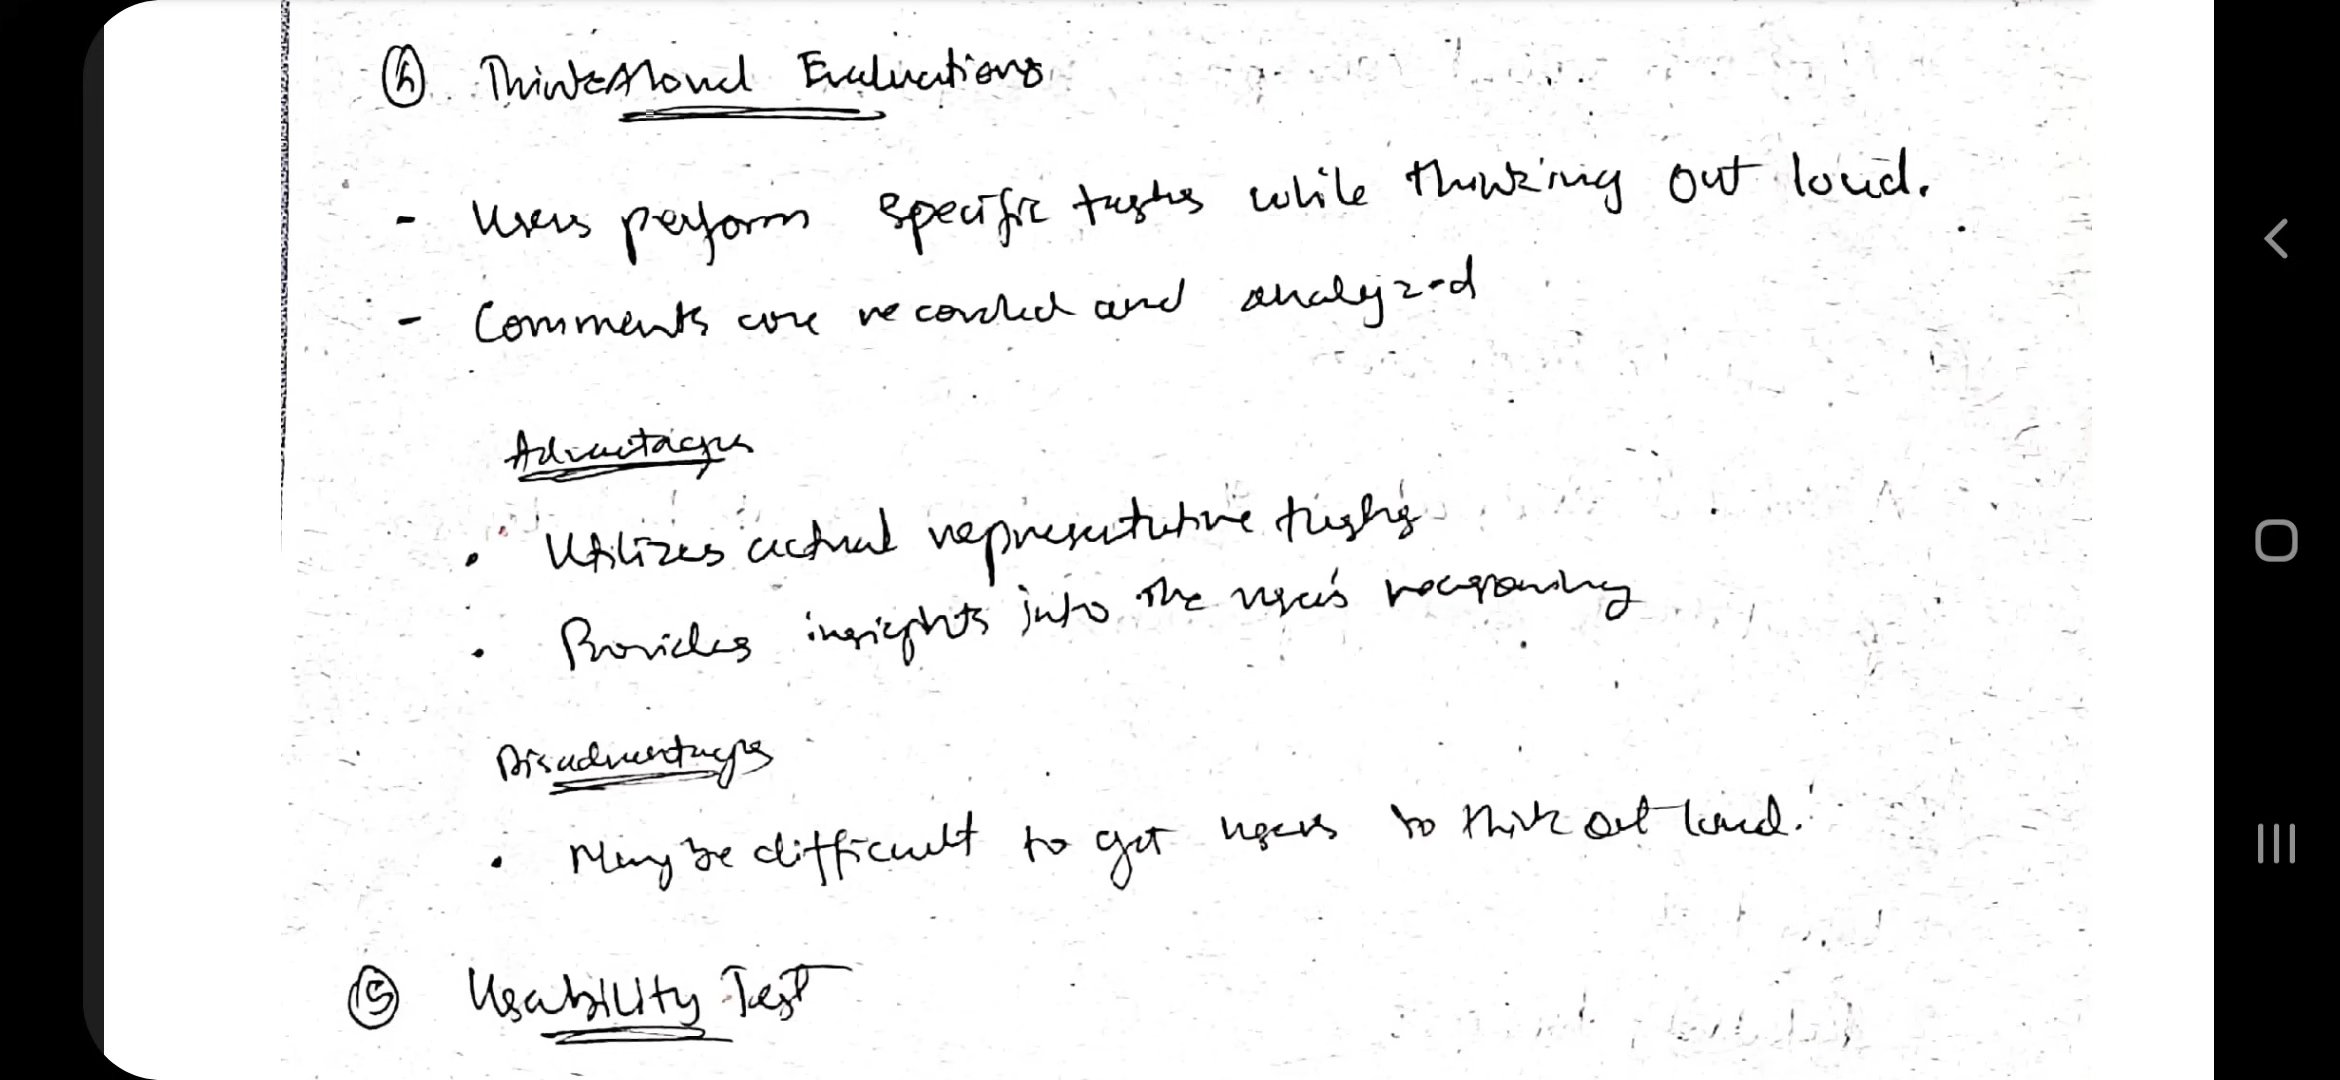 ④ Think-Aloud Evaluations
- Users perform specific tasks while thinking out loud.
- Comments are recorded and analyzed
Advantages
• Utilizes actual representative tasks
• Provides insights into the user's reasoning
Disadvantages
• May be difficult to get users to think out loud.
⑤ Usability Test